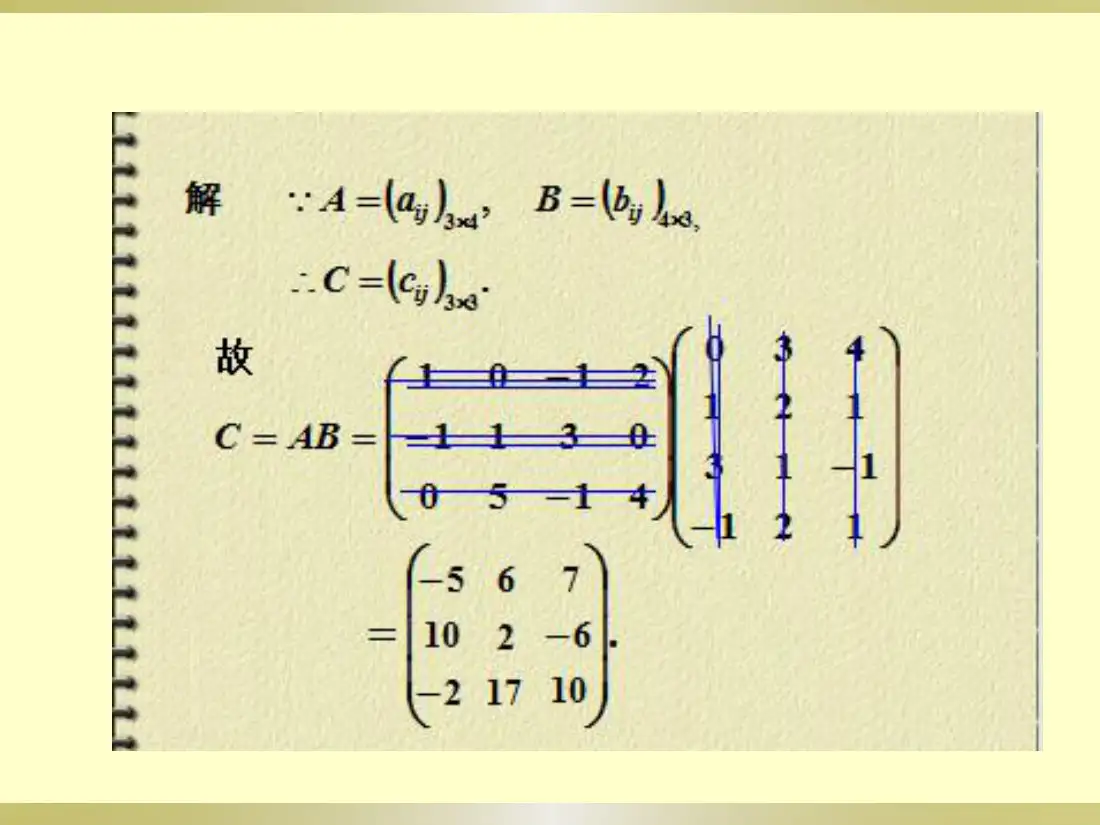 解 ∵ A = (a_ij)_3×4, B = (b_ij)_4×3,
∴ C = (c_ij)_3×3.
故
C = AB = ( 1 0 −1 2 ; −1 1 3 0 ; 0 5 −1 4 ) ( 0 3 4 ; 1 2 1 ; 3 1 −1 ; −1 2 1 )
= ( −5 6 7 ; 10 2 −6 ; −2 17 10 ).